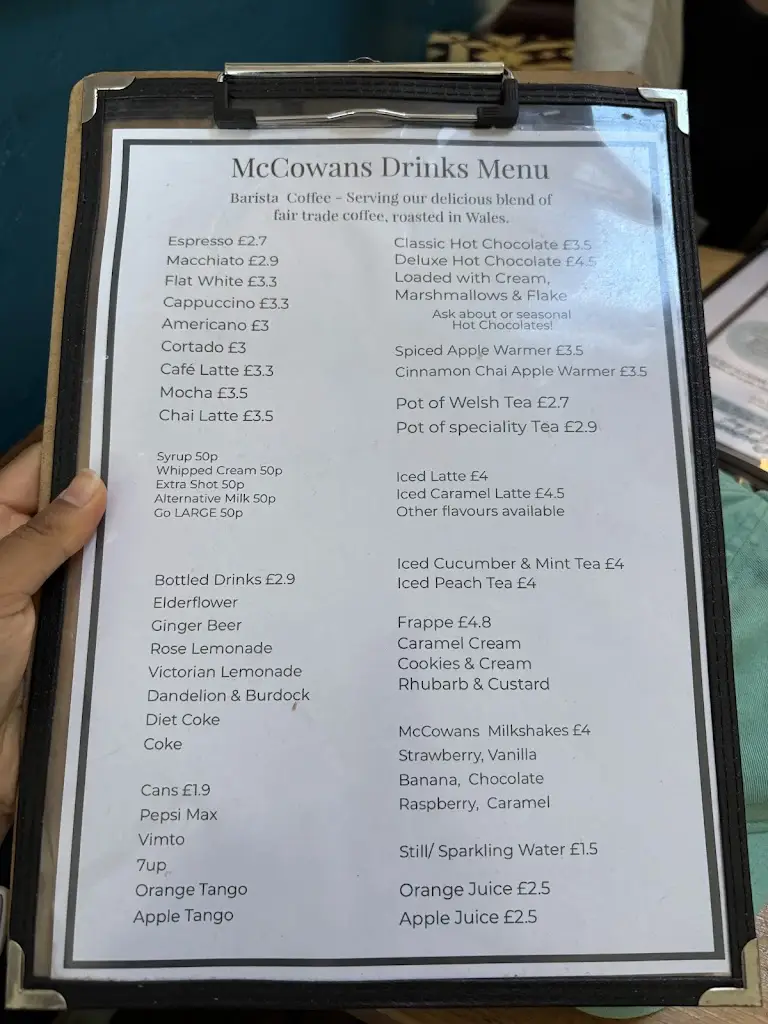 McCowans Drinks Menu
Barista Coffee - Serving our delicious blend of
fair trade coffee, roasted in Wales.
Espresso £2.7
Macchiato £2.9
Flat White £3.3
Cappuccino £3.3
Americano £3
Cortado £3
Café Latte £3.3
Mocha £3.5
Chai Latte £3.5
Syrup 50p
Whipped Cream 50p
Extra Shot 50p
Alternative Milk 50p
Go LARGE 50p
Bottled Drinks £2.9
Elderflower
Ginger Beer
Rose Lemonade
Victorian Lemonade
Dandelion & Burdock
Diet Coke
Coke
Cans £1.9
Pepsi Max
Vimto
7up
Orange Tango
Apple Tango
Classic Hot Chocolate £3.5
Deluxe Hot Chocolate £4.5
Loaded with Cream,
Marshmallows & Flake
Ask about or seasonal
Hot Chocolates!
Spiced Apple Warmer £3.5
Cinnamon Chai Apple Warmer £3.5
Pot of Welsh Tea £2.7
Pot of speciality Tea £2.9
Iced Latte £4
Iced Caramel Latte £4.5
Other flavours available
Iced Cucumber & Mint Tea £4
Iced Peach Tea £4
Frappe £4.8
Caramel Cream
Cookies & Cream
Rhubarb & Custard
McCowans Milkshakes £4
Strawberry, Vanilla
Banana, Chocolate
Raspberry, Caramel
Still/ Sparkling Water £1.5
Orange Juice £2.5
Apple Juice £2.5